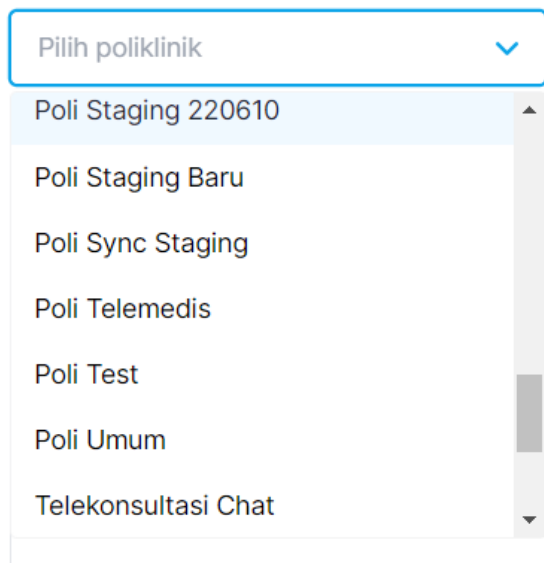 Pilih poliklinik
Poli Staging 220610
Poli Staging Baru
Poli Sync Staging
Poli Telemedis
Poli Test
Poli Umum
Telekonsultasi Chat